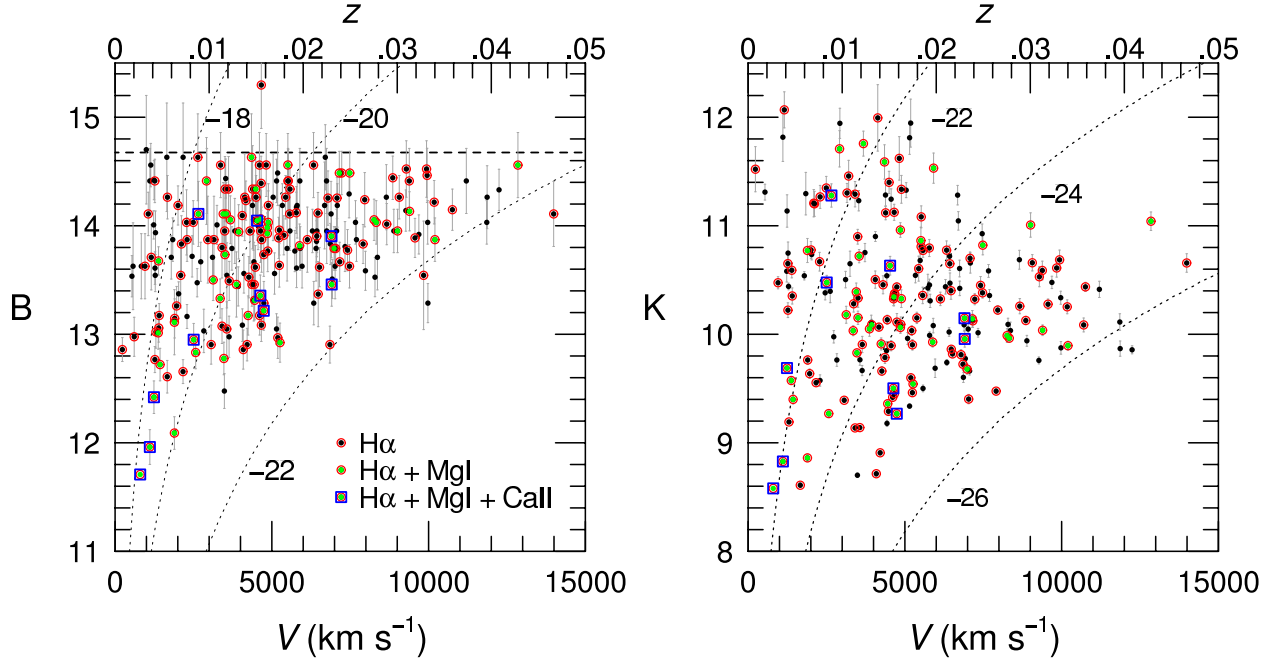 z
0 .01 .02 .03 .04 .05
15
14
13
12
11
B
−18
−20
−22
Hα
Hα + MgI
Hα + MgI + CaII
0 5000 10000 15000
V (km s−1)
z
0 .01 .02 .03 .04 .05
12
11
10
9
8
K
−22
−24
−26
0 5000 10000 15000
V (km s−1)